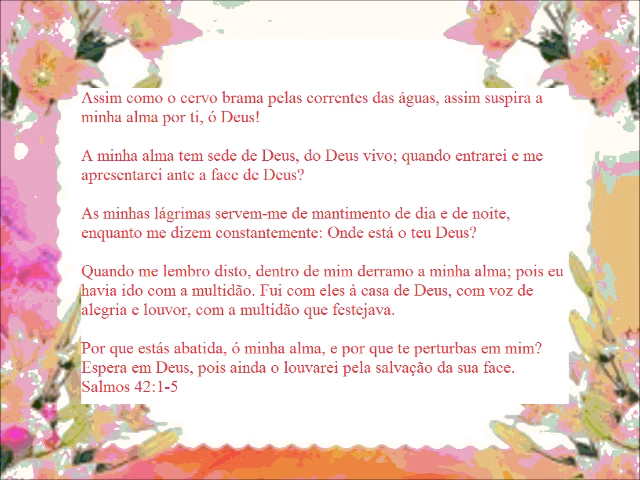 Assim como o cervo brama pelas correntes das águas, assim suspira a
minha alma por ti, ó Deus!
A minha alma tem sede de Deus, do Deus vivo; quando entrarei e me
apresentarei ante a face de Deus?
As minhas lágrimas servem-me de mantimento de dia e de noite,
enquanto me dizem constantemente: Onde está o teu Deus?
Quando me lembro disto, dentro de mim derramo a minha alma; pois eu
havia ido com a multidão. Fui com eles à casa de Deus, com voz de
alegria e louvor, com a multidão que festejava.
Por que estás abatida, ó minha alma, e por que te perturbas em mim?
Espera em Deus, pois ainda o louvarei pela salvação da sua face.
Salmos 42:1-5